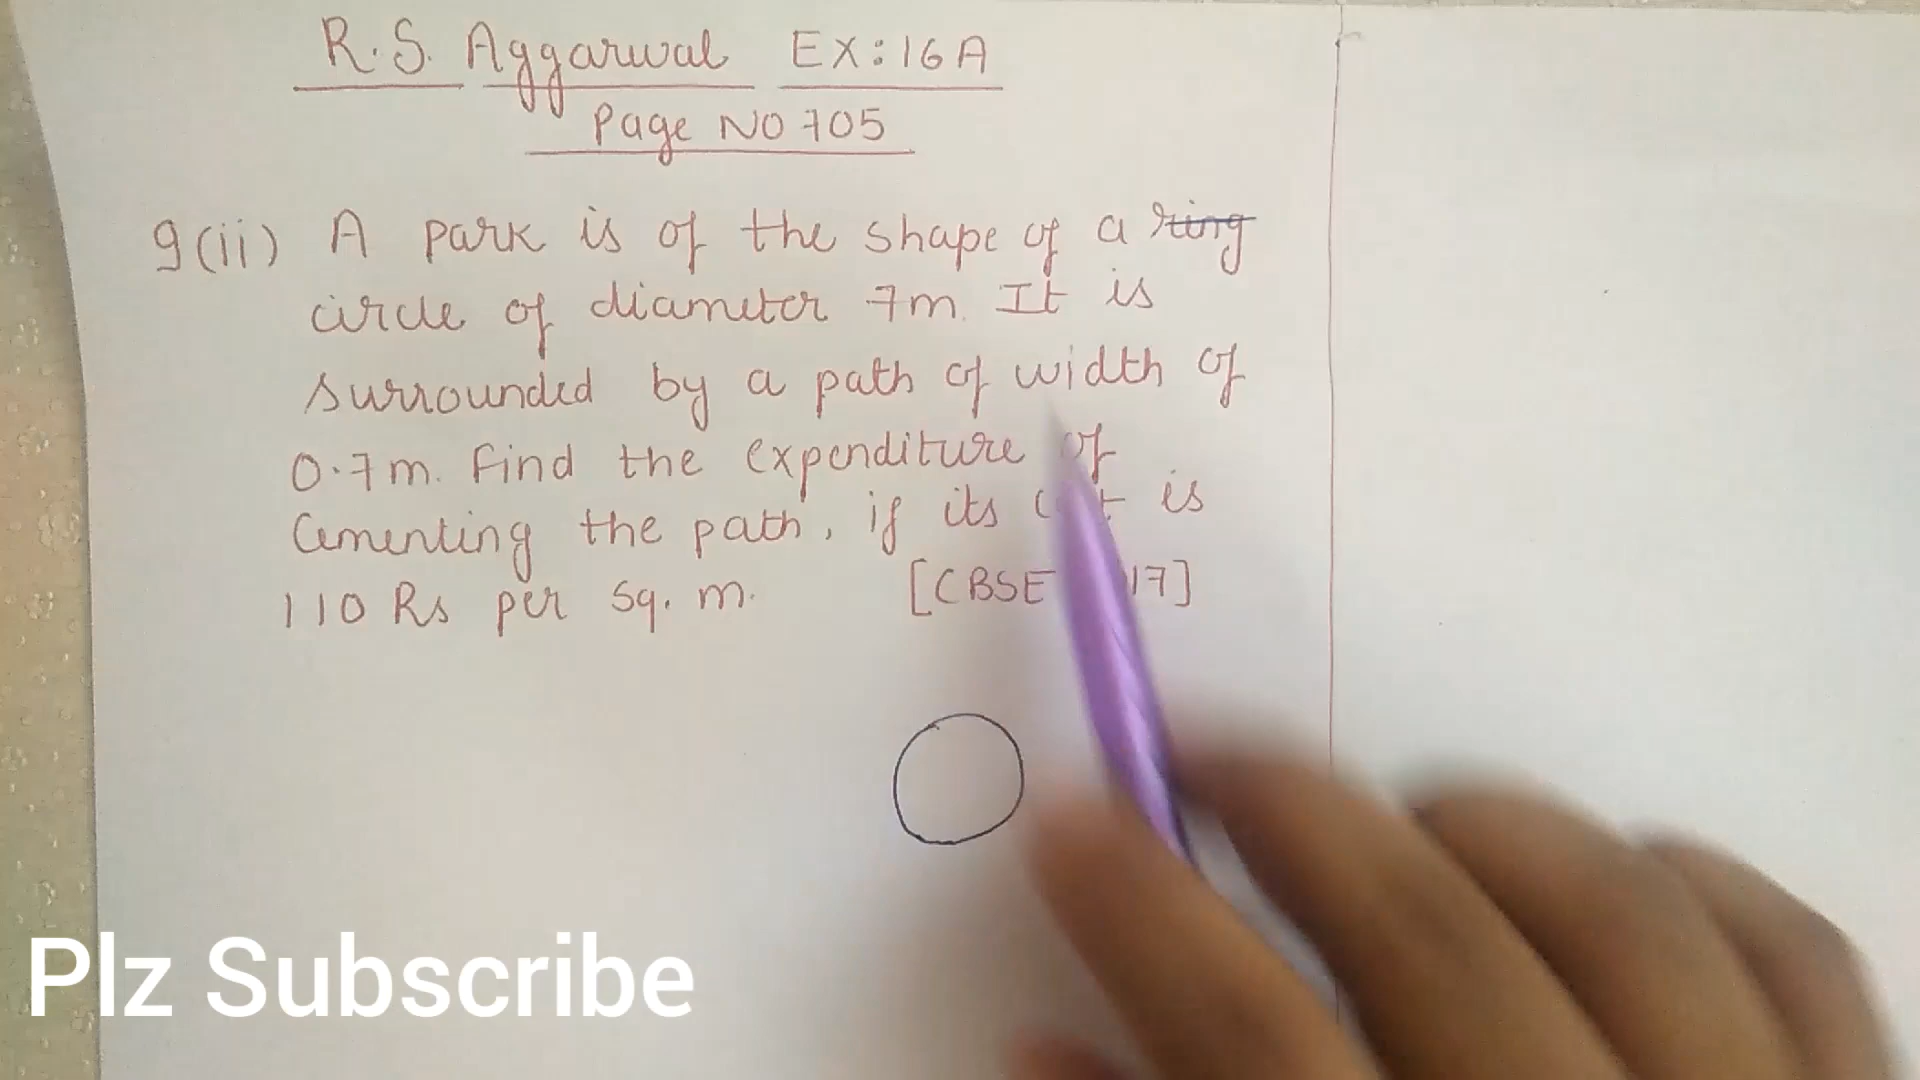 R.S. Aggarwal EX:16A
Page NO 705
9(ii) A park is of the shape of a ring
circle of diameter 7m. It is
surrounded by a path of width of
0.7m. Find the expenditure of
Cementing the path, if its is
110 Rs per sq. m. [CBSE 17]
Plz Subscribe